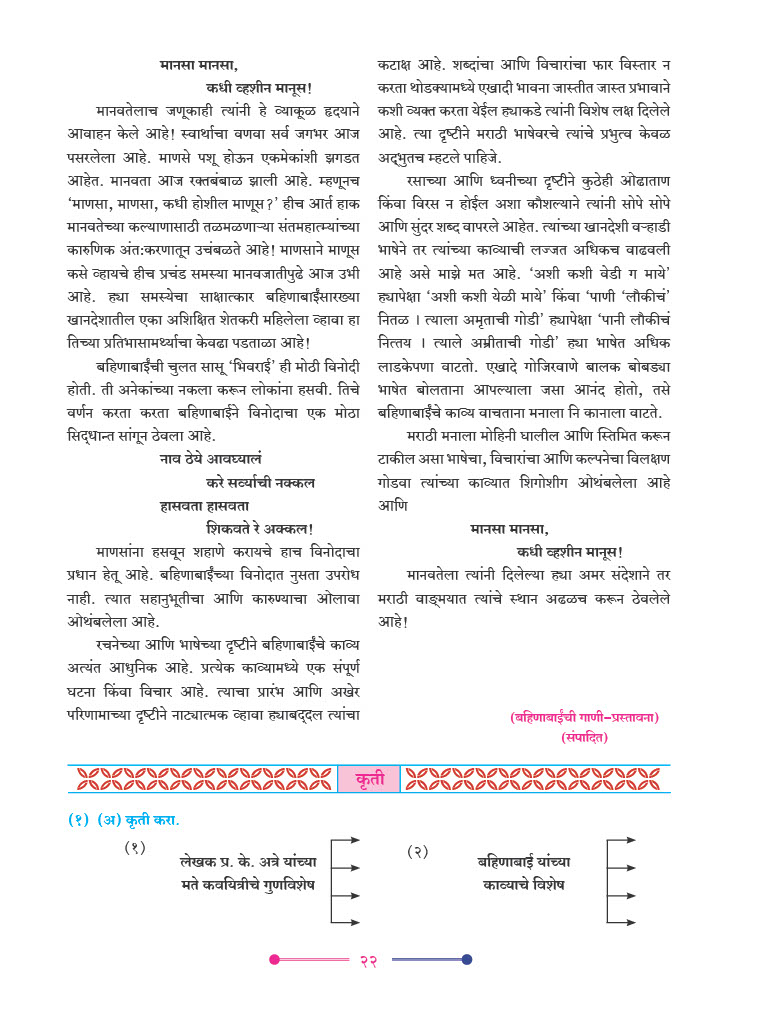 मानसा मानसा,
कधी व्हशीन मानूस!
मानवतेलाच जणूकाही त्यांनी हे व्याकूळ हृदयाने
आवाहन केले आहे! स्वार्थाचा वणवा सर्व जगभर आज
पसरलेला आहे. माणसे पशू होऊन एकमेकांशी झगडत
आहेत. मानवता आज रक्तबंबाळ झाली आहे. म्हणूनच
‘माणसा, माणसा, कधी होशील माणूस?’ हीच आर्त हाक
मानवतेच्या कल्याणासाठी तळमळणाऱ्या संतमहात्म्यांच्या
कारुणिक अंत:करणातून उचंबळते आहे! माणसाने माणूस
कसे व्हायचे हीच प्रचंड समस्या मानवजातीपुढे आज उभी
आहे. ह्या समस्येचा साक्षात्कार बहिणाबाईंसारख्या
खानदेशातील एका अशिक्षित शेतकरी महिलेला व्हावा हा
तिच्या प्रतिभासामर्थ्याचा केवढा पडताळा आहे!
बहिणाबाईंची चुलत सासू ‘भिवराई’ ही मोठी विनोदी
होती. ती अनेकांच्या नकला करून लोकांना हसवी. तिचे
वर्णन करता करता बहिणाबाईने विनोदाचा एक मोठा
सिद्धान्त सांगून ठेवला आहे.
नाव ठेये आवघ्यालं
करे सर्व्याची नक्कल
हासवता हासवता
शिकवते रे अक्कल!
माणसांना हसवून शहाणे करायचे हाच विनोदाचा
प्रधान हेतू आहे. बहिणाबाईंच्या विनोदात नुसता उपरोध
नाही. त्यात सहानुभूतीचा आणि कारुण्याचा ओलावा
ओथंबलेला आहे.
रचनेच्या आणि भाषेच्या दृष्टीने बहिणाबाईंचे काव्य
अत्यंत आधुनिक आहे. प्रत्येक काव्यामध्ये एक संपूर्ण
घटना किंवा विचार आहे. त्याचा प्रारंभ आणि अखेर
परिणामाच्या दृष्टीने नाट्यात्मक व्हावा ह्याबद्दल त्यांचा
कटाक्ष आहे. शब्दांचा आणि विचारांचा फार विस्तार न
करता थोडक्यामध्ये एखादी भावना जास्तीत जास्त प्रभावाने
कशी व्यक्त करता येईल ह्याकडे त्यांनी विशेष लक्ष दिलेले
आहे. त्या दृष्टीने मराठी भाषेवरचे त्यांचे प्रभुत्व केवळ
अद्भुतच म्हटले पाहिजे.
रसाच्या आणि ध्वनीच्या दृष्टीने कुठेही ओढाताण
किंवा विरस न होईल अशा कौशल्याने त्यांनी सोपे सोपे
आणि सुंदर शब्द वापरले आहेत. त्यांच्या खानदेशी वऱ्हाडी
भाषेने तर त्यांच्या काव्याची लज्जत अधिकच वाढवली
आहे असे माझे मत आहे. ‘अशी कशी वेडी ग माये’
ह्यापेक्षा ‘अशी कशी येळी माये’ किंवा ‘पाणी ‘लौकीचं’
नितळ । त्याला अमृताची गोडी’ ह्यापेक्षा ‘पानी लौकीचं
नित्तय । त्याले अम्रीताची गोडी’ ह्या भाषेत अधिक
लाडकेपणा वाटतो. एखादे गोजिरवाणे बालक बोबड्या
भाषेत बोलताना आपल्याला जसा आनंद होतो, तसे
बहिणाबाईंचे काव्य वाचताना मनाला नि कानाला वाटते.
मराठी मनाला मोहिनी घालील आणि स्तिमित करून
टाकील असा भाषेचा, विचारांचा आणि कल्पनेचा विलक्षण
गोडवा त्यांच्या काव्यात शिगोशीग ओथंबलेला आहे
आणि
मानसा मानसा,
कधी व्हशीन मानूस!
मानवतेला त्यांनी दिलेल्या ह्या अमर संदेशाने तर
मराठी वाङ्‌मयात त्यांचे स्थान अढळच करून ठेवलेले
आहे!
(बहिणाबाईंची गाणी–प्रस्तावना)
(संपादित)
कृती
(१) (अ) कृती करा.
(१)
लेखक प्र. के. अत्रे यांच्या
मते कवयित्रीचे गुणविशेष
(२)
बहिणाबाई यांच्या
काव्याचे विशेष
२२